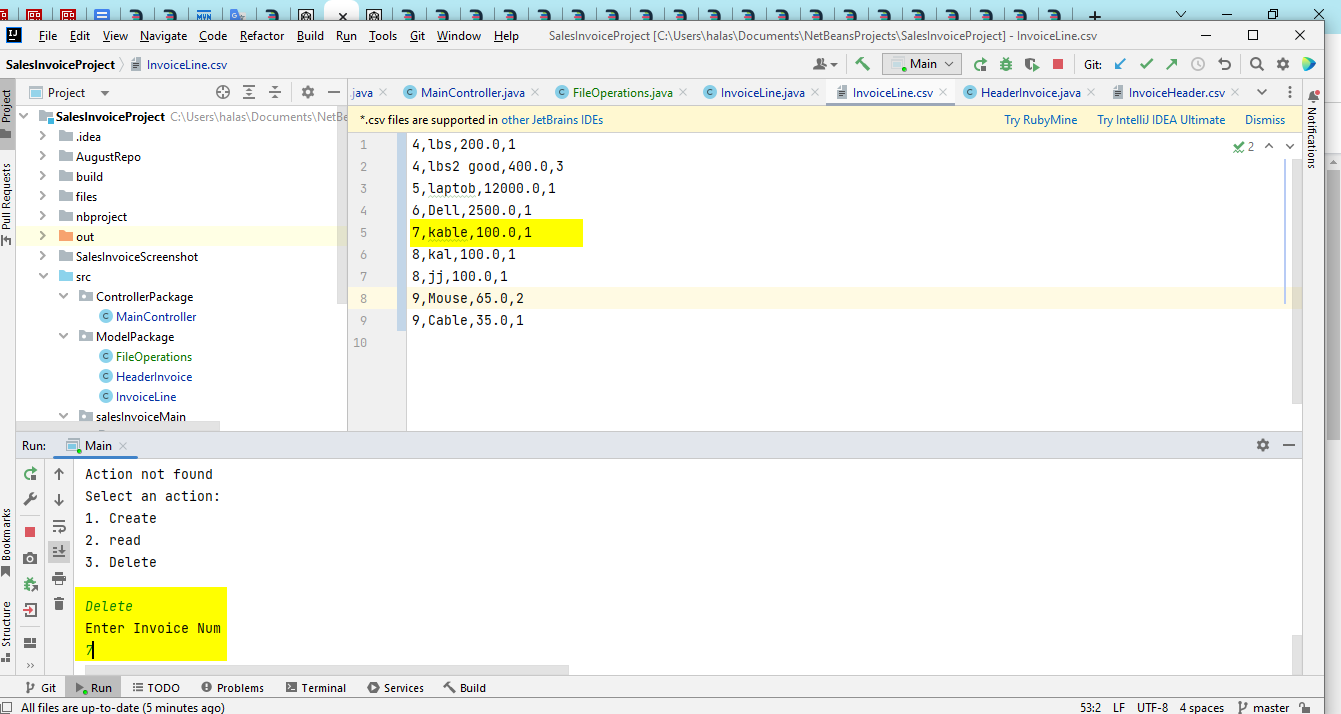 MVN
File Edit View Navigate Code Refactor Build Run Tools Git Window Help SalesInvoiceProject [C:\Users\halas\Documents\NetBeansProjects\SalesInvoiceProject] - InvoiceLine.csv
SalesInvoiceProject InvoiceLine.csv Main Git:
Project .java MainController.java FileOperations.java InvoiceLine.java InvoiceLine.csv HeaderInvoice.java InvoiceHeader.csv
Project
Pull Requests
Bookmarks
Structure
Notifications
SalesInvoiceProject C:\Users\halas\Documents\NetBe
.idea
AugustRepo
build
files
nbproject
out
SalesInvoiceScreenshot
src
ControllerPackage
MainController
ModelPackage
FileOperations
HeaderInvoice
InvoiceLine
salesInvoiceMain
*.csv files are supported in other JetBrains IDEs Try RubyMine Try IntelliJ IDEA Ultimate Dismiss
2
1 4,lbs,200.0,1
2 4,lbs2 good,400.0,3
3 5,laptob,12000.0,1
4 6,Dell,2500.0,1
5 7,kable,100.0,1
6 8,kal,100.0,1
7 8,jj,100.0,1
8 9,Mouse,65.0,2
9 9,Cable,35.0,1
10
Run: Main
Action not found
Select an action:
1. Create
2. read
3. Delete
Delete
Enter Invoice Num
7
Git Run TODO Problems Terminal Services Build
All files are up-to-date (5 minutes ago) 53:2 LF UTF-8 4 spaces master